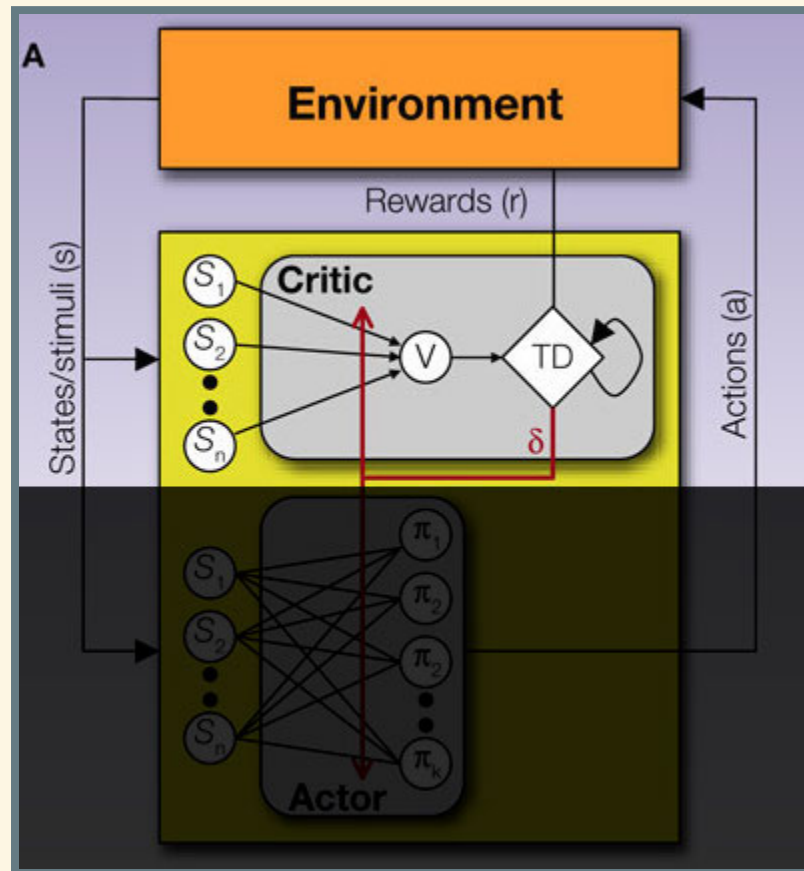 A
Environment
Rewards (r)
States/stimuli (s)
Actions (a)
Critic
S1
S2
Sn
V
TD
δ
S1
S2
Sn
π1
π2
π2
πk
Actor